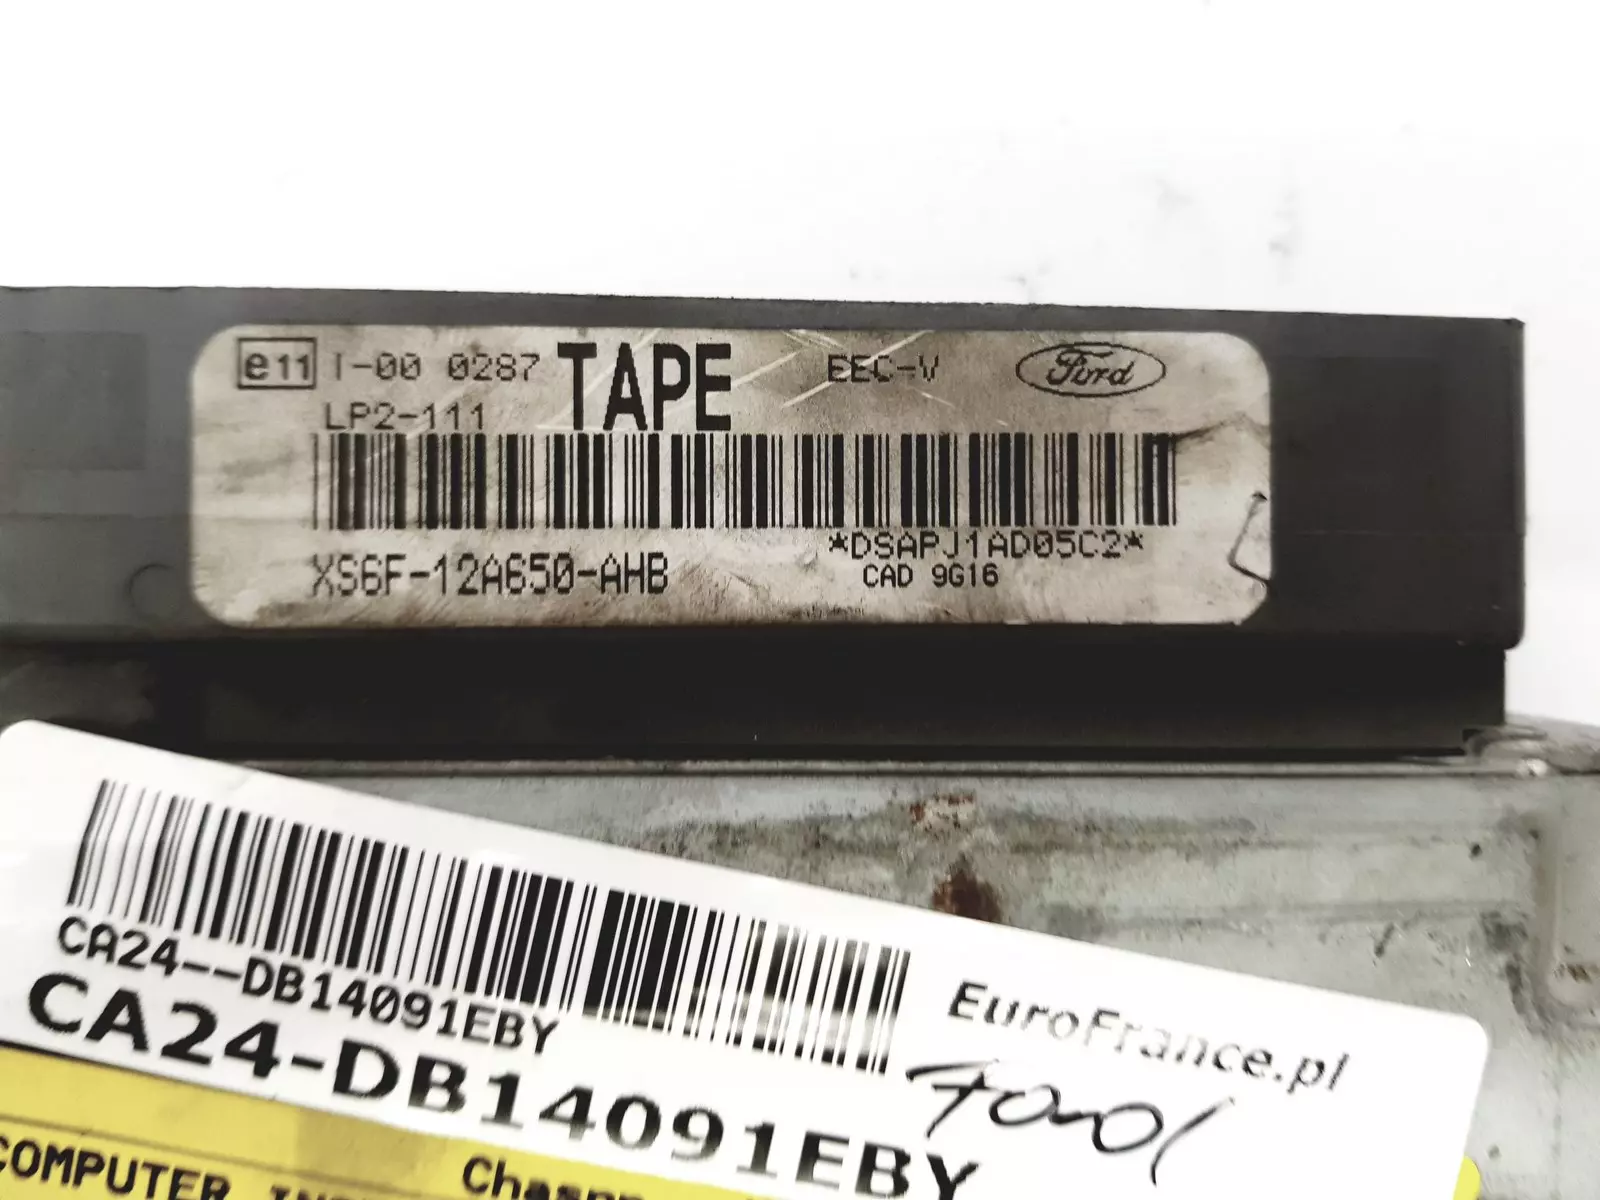 e11 I-00 0287 TAPE EEC-V Ford
LP2-111
*DSAPJ1AD05C2*
XS6F-12A650-AHB CAD 9G16
CA24--DB14091EBY
EuroFrance.pl
CA24-DB14091EBY
COMPUTER